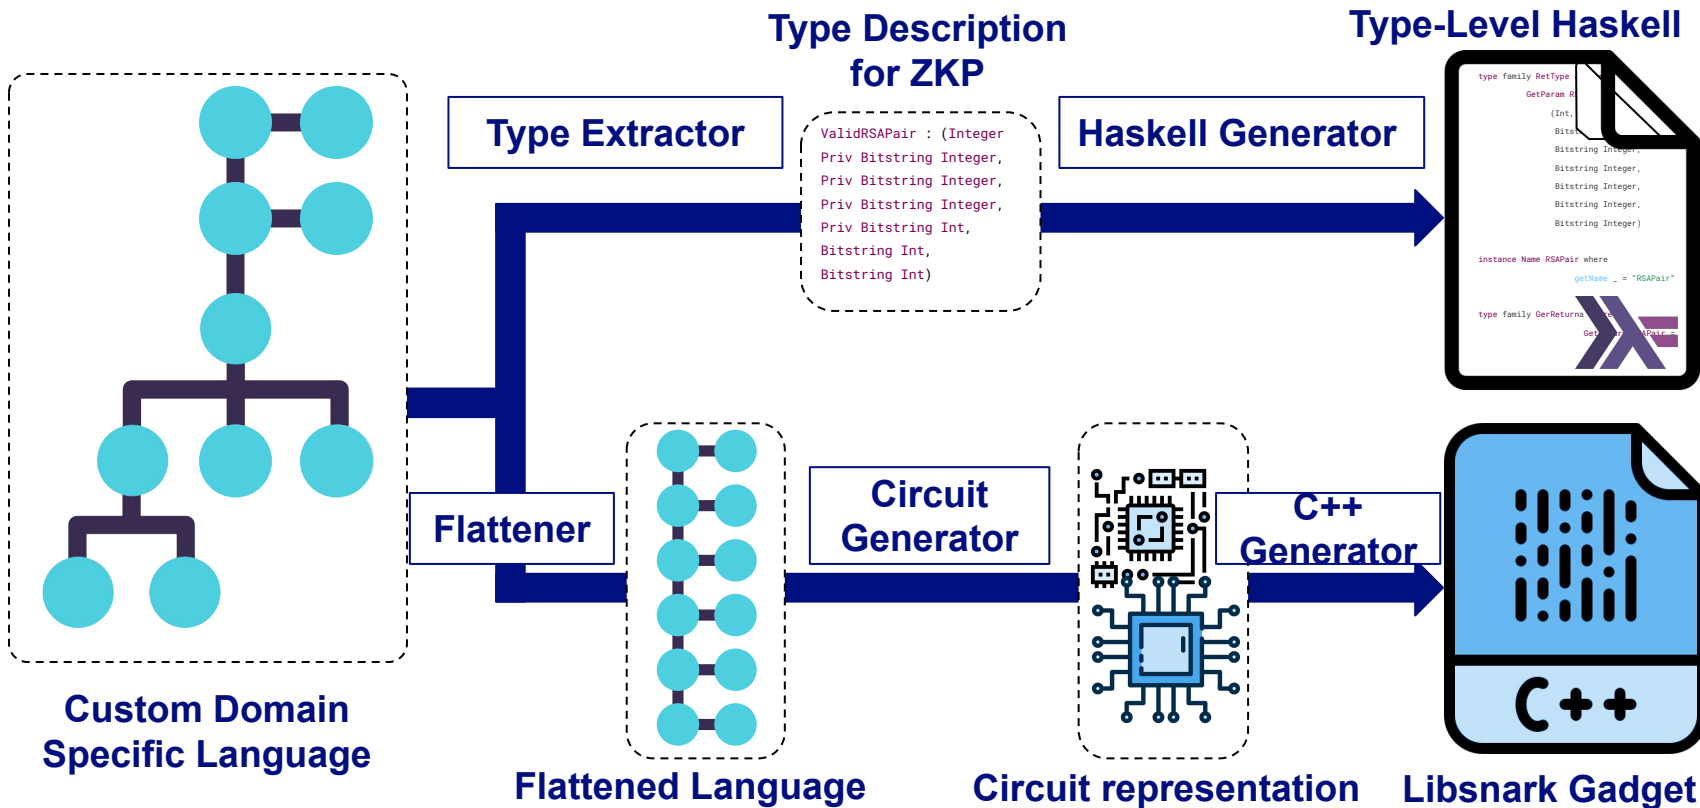 Type Description
for ZKP
Type-Level Haskell
Type Extractor
ValidRSAPair : (Integer
Priv Bitstring Integer,
Priv Bitstring Integer,
Priv Bitstring Integer,
Priv Bitstring Int,
Bitstring Int,
Bitstring Int)
Haskell Generator
type family RetType
GetParam
(Int,
Bitstring Integer,
Bitstring Integer,
Bitstring Integer,
Bitstring Integer,
Bitstring Integer)
instance Name RSAPair where
getName _ = "RSAPair"
type family GerReturna
Flattener
Circuit
Generator
C++
Generator
C++
Custom Domain
Specific Language
Flattened Language
Circuit representation
Libsnark Gadget